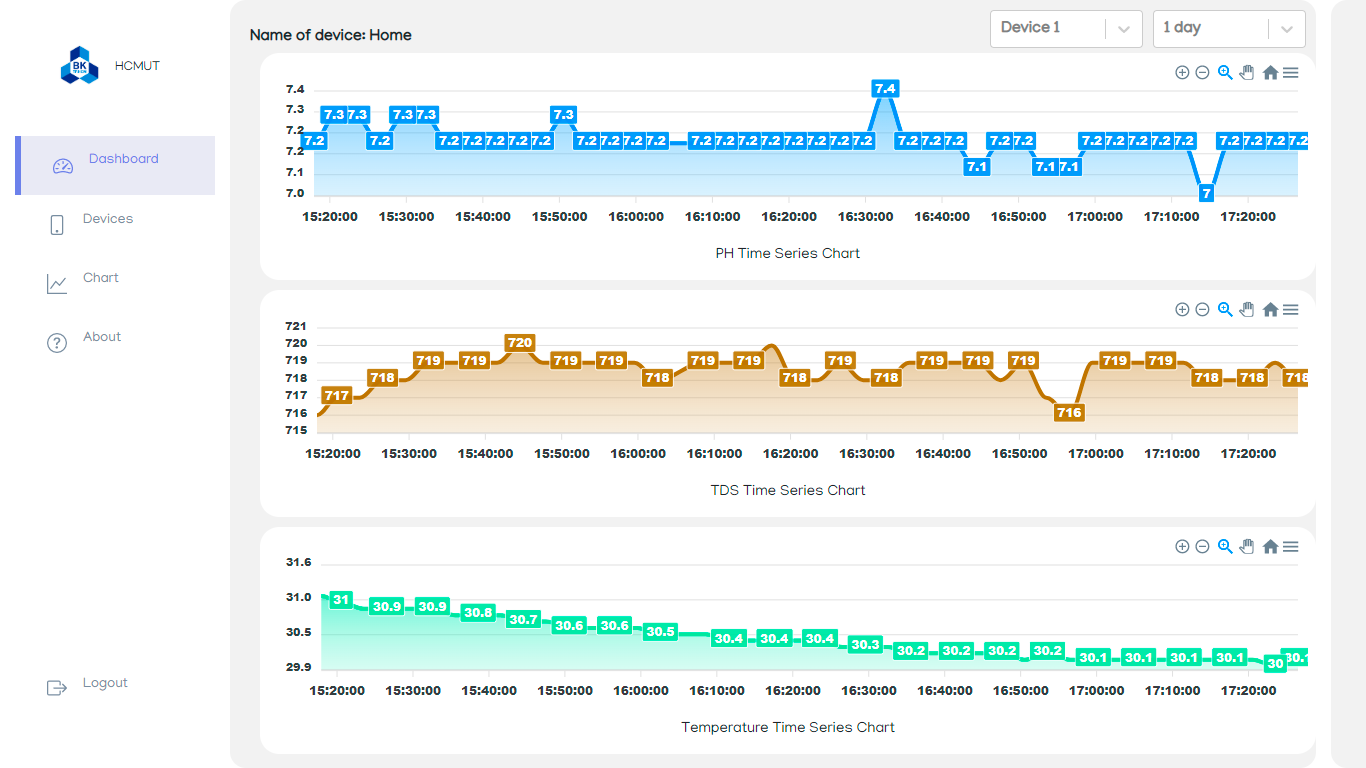 BK
TP.HCM
HCMUT
Dashboard
Devices
Chart
About
Logout
Name of device: Home
Device 1
1 day
7.4
7.3
7.2
7.2
7.1
7.0
7.2 7.3 7.3 7.2 7.3 7.3 7.2 7.2 7.2 7.2 7.2 7.3 7.2 7.2 7.2 7.2 7.2 7.2 7.2 7.2 7.2 7.2 7.2 7.2 7.4 7.2 7.2 7.2 7.1 7.2 7.2 7.1 7.1 7.2 7.2 7.2 7.2 7.2 7 7.2 7.2 7.2 7.2
15:20:00 15:30:00 15:40:00 15:50:00 16:00:00 16:10:00 16:20:00 16:30:00 16:40:00 16:50:00 17:00:00 17:10:00 17:20:00
PH Time Series Chart
721
720
719
718
717
716
715
717 718 719 719 720 719 719 718 719 719 718 719 718 719 719 719 716 719 719 718 718 718
15:20:00 15:30:00 15:40:00 15:50:00 16:00:00 16:10:00 16:20:00 16:30:00 16:40:00 16:50:00 17:00:00 17:10:00 17:20:00
TDS Time Series Chart
31.6
31.0
30.5
29.9
31 30.9 30.9 30.8 30.7 30.6 30.6 30.5 30.4 30.4 30.4 30.3 30.2 30.2 30.2 30.2 30.1 30.1 30.1 30.1 30 30.1
15:20:00 15:30:00 15:40:00 15:50:00 16:00:00 16:10:00 16:20:00 16:30:00 16:40:00 16:50:00 17:00:00 17:10:00 17:20:00
Temperature Time Series Chart